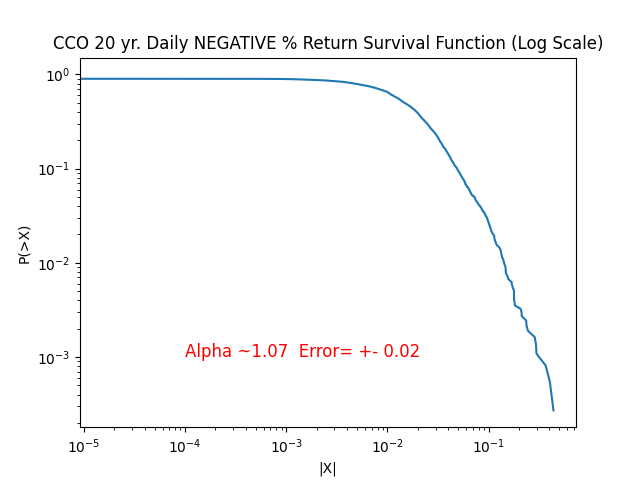 CCO 20 yr. Daily NEGATIVE % Return Survival Function (Log Scale)
P(>X)
10^0
10^-1
10^-2
10^-3
Alpha ~1.07  Error= +- 0.02
10^-5 10^-4 10^-3 10^-2 10^-1
|X|